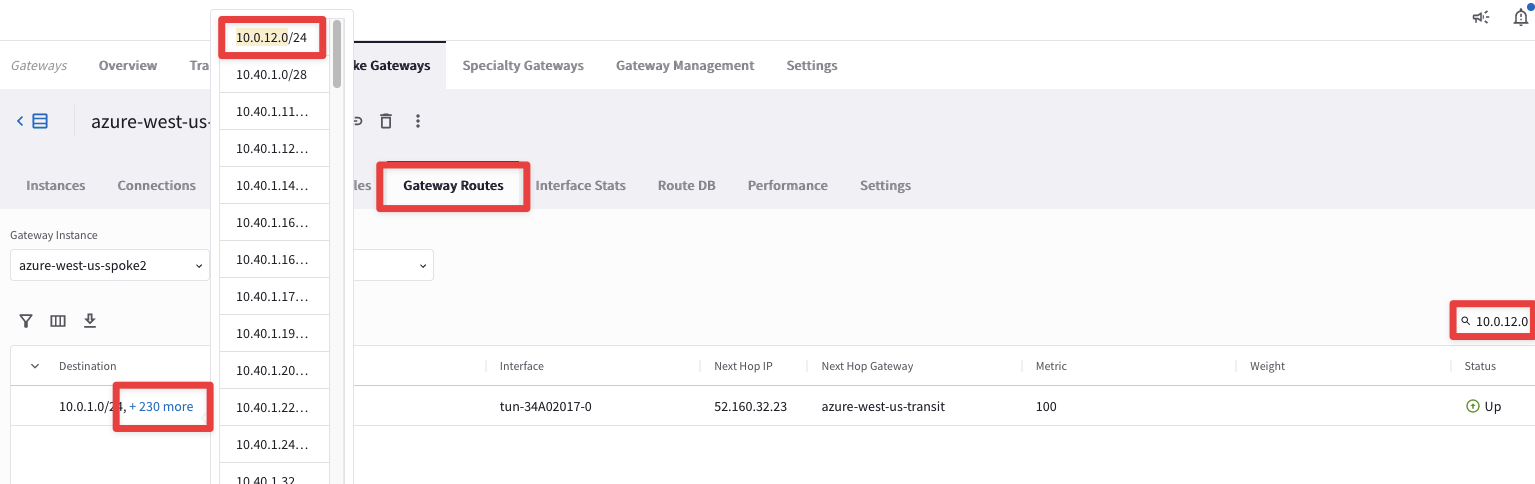 10.0.12.0/24
10.40.1.0/28
10.40.1.11...
10.40.1.12...
10.40.1.14...
10.40.1.16...
10.40.1.16...
10.40.1.17...
10.40.1.19...
10.40.1.20...
10.40.1.22...
10.40.1.24...
10.40.1.32
Gateways Overview Tra ke Gateways Specialty Gateways Gateway Management Settings
azure-west-us-
Instances Connections les Gateway Routes Interface Stats Route DB Performance Settings
Gateway Instance
azure-west-us-spoke2
10.0.12.0
Destination Interface Next Hop IP Next Hop Gateway Metric Weight Status
10.0.1.0/24, + 230 more tun-34A02017-0 52.160.32.23 azure-west-us-transit 100 Up